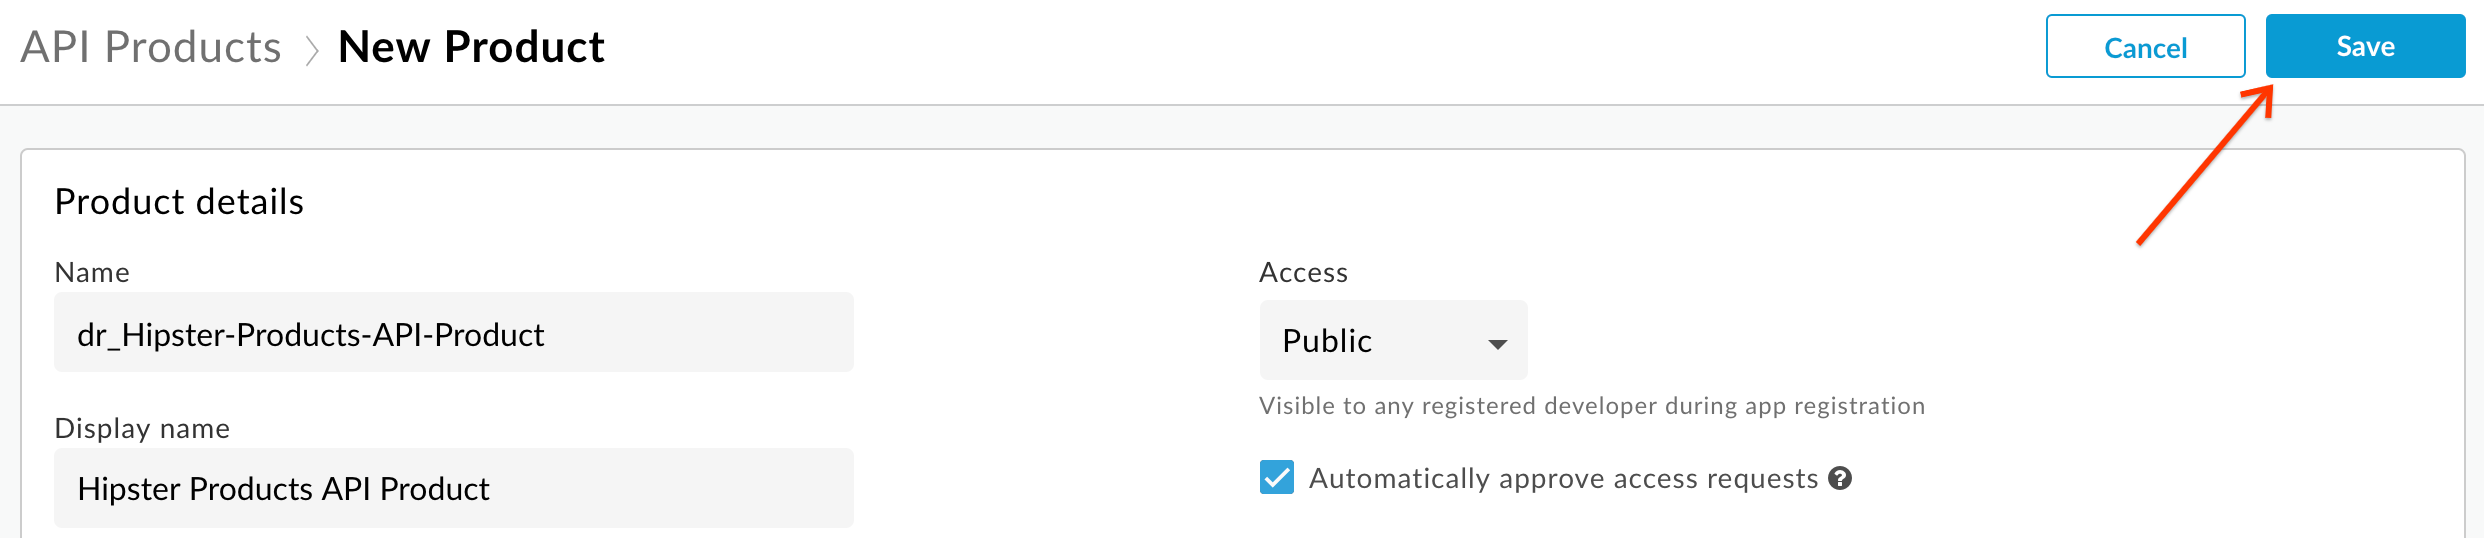 API Products > New Product
Cancel
Save
Product details
Name
dr_Hipster-Products-API-Product
Display name
Hipster Products API Product
Access
Public
Visible to any registered developer during app registration
Automatically approve access requests ?